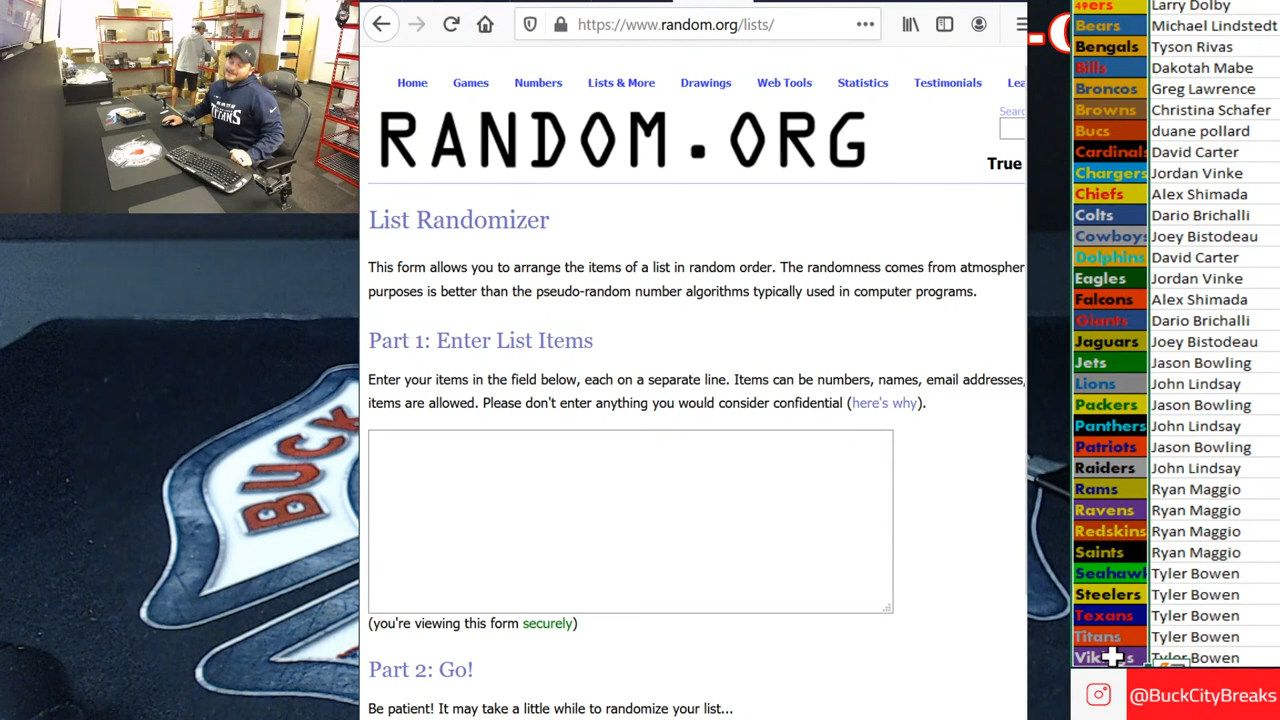 https://www.random.org/lists/
Home Games Numbers Lists & More Drawings Web Tools Statistics Testimonials Lea
Searc
RANDOM.ORG
True
List Randomizer
This form allows you to arrange the items of a list in random order. The randomness comes from atmospher
purposes is better than the pseudo-random number algorithms typically used in computer programs.
Part 1: Enter List Items
Enter your items in the field below, each on a separate line. Items can be numbers, names, email addresses,
items are allowed. Please don't enter anything you would consider confidential (here's why).
(you're viewing this form securely)
Part 2: Go!
Be patient! It may take a little while to randomize your list...
49ers Larry Dolby
Bears Michael Lindstedt
Bengals Tyson Rivas
Bills Dakotah Mabe
Broncos Greg Lawrence
Browns Christina Schafer
Bucs duane pollard
Cardinals David Carter
Chargers Jordan Vinke
Chiefs Alex Shimada
Colts Dario Brichalli
Cowboys Joey Bistodeau
Dolphins David Carter
Eagles Jordan Vinke
Falcons Alex Shimada
Giants Dario Brichalli
Jaguars Joey Bistodeau
Jets Jason Bowling
Lions John Lindsay
Packers Jason Bowling
Panthers John Lindsay
Patriots Jason Bowling
Raiders John Lindsay
Rams Ryan Maggio
Ravens Ryan Maggio
Redskins Ryan Maggio
Saints Ryan Maggio
Seahawk Tyler Bowen
Steelers Tyler Bowen
Texans Tyler Bowen
Titans Tyler Bowen
Vikings Tyler Bowen
@BuckCityBreaks
BUCK
TITANS